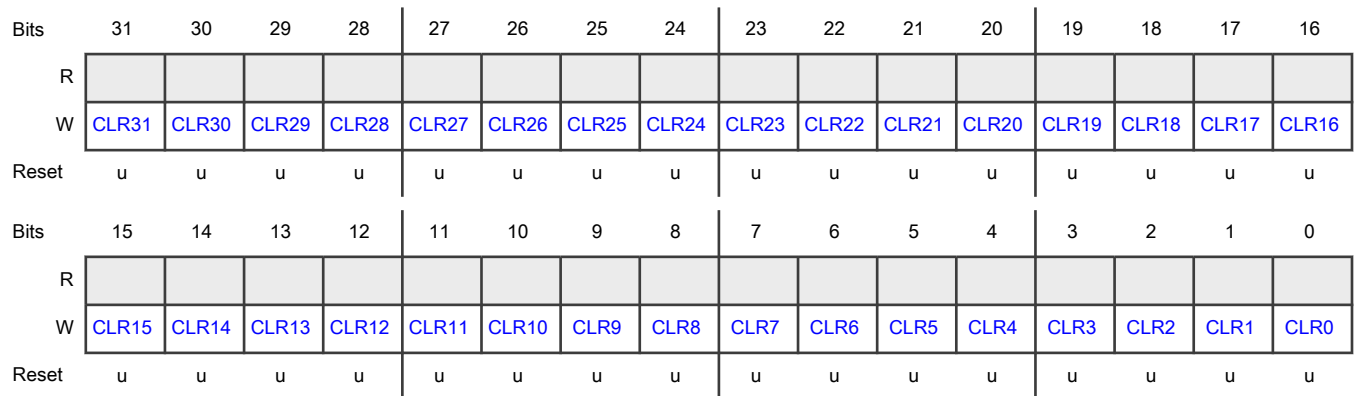 Bits 31 30 29 28 27 26 25 24 23 22 21 20 19 18 17 16
R
W CLR31 CLR30 CLR29 CLR28 CLR27 CLR26 CLR25 CLR24 CLR23 CLR22 CLR21 CLR20 CLR19 CLR18 CLR17 CLR16
Reset u u u u u u u u u u u u u u u u
Bits 15 14 13 12 11 10 9 8 7 6 5 4 3 2 1 0
R
W CLR15 CLR14 CLR13 CLR12 CLR11 CLR10 CLR9 CLR8 CLR7 CLR6 CLR5 CLR4 CLR3 CLR2 CLR1 CLR0
Reset u u u u u u u u u u u u u u u u